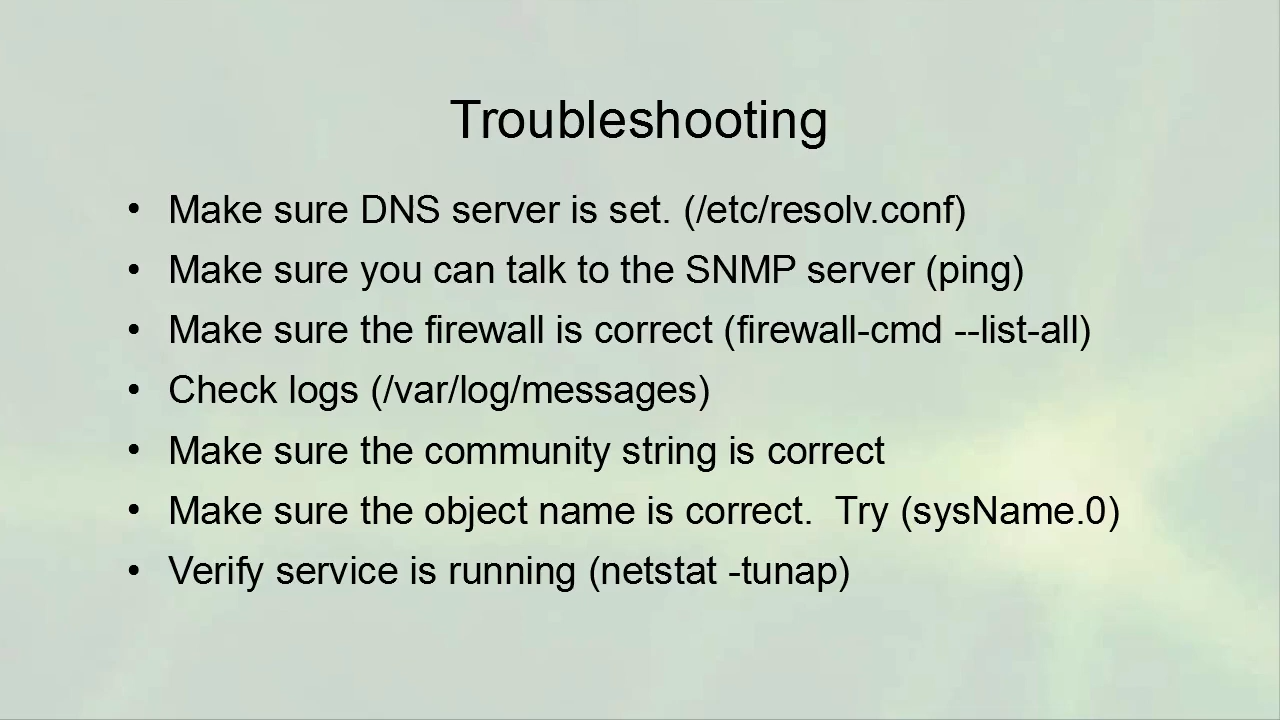 Troubleshooting
• Make sure DNS server is set. (/etc/resolv.conf)
• Make sure you can talk to the SNMP server (ping)
• Make sure the firewall is correct (firewall-cmd --list-all)
• Check logs (/var/log/messages)
• Make sure the community string is correct
• Make sure the object name is correct.  Try (sysName.0)
• Verify service is running (netstat -tunap)